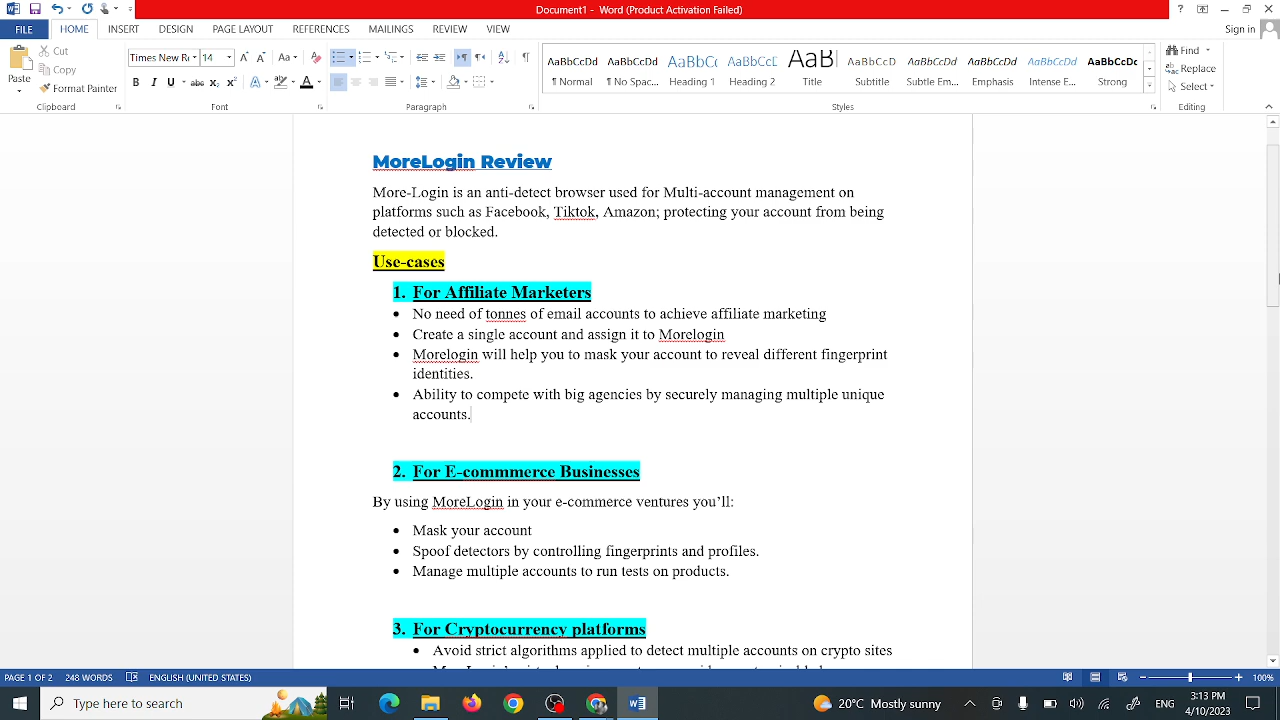 Document1 - Word (Product Activation Failed)
FILE HOME INSERT DESIGN PAGE LAYOUT REFERENCES MAILINGS REVIEW VIEW Sign in
Paste Cut Copy Format Painter
Times New Ro 14
AaBbCcDd AaBbCcDd AaBbCc AaBbCcE AaBbCcD AaBbCcDd AaBbCcDd AaBbCcDd AaBbCcDc
¶ Normal ¶ No Spac... Heading 1 Heading 2 Title Subtitle Subtle Em... Emphasis Intense E... Strong
Find Replace Select
Clipboard Font Paragraph Styles Editing
MoreLogin Review
More-Login is an anti-detect browser used for Multi-account management on
platforms such as Facebook, Tiktok, Amazon; protecting your account from being
detected or blocked.
Use-cases
1. For Affiliate Marketers
• No need of tonnes of email accounts to achieve affiliate marketing
• Create a single account and assign it to Morelogin
• Morelogin will help you to mask your account to reveal different fingerprint
identities.
• Ability to compete with big agencies by securely managing multiple unique
accounts.
2. For E-commmerce Businesses
By using MoreLogin in your e-commerce ventures you’ll:
• Mask your account
• Spoof detectors by controlling fingerprints and profiles.
• Manage multiple accounts to run tests on products.
3. For Cryptocurrency platforms
• Avoid strict algorithms applied to detect multiple accounts on crypto sites
PAGE 1 OF 2 248 WORDS ENGLISH (UNITED STATES) 100%
Type here to search 20°C Mostly sunny ENG 3:13 PM
4/10/2023